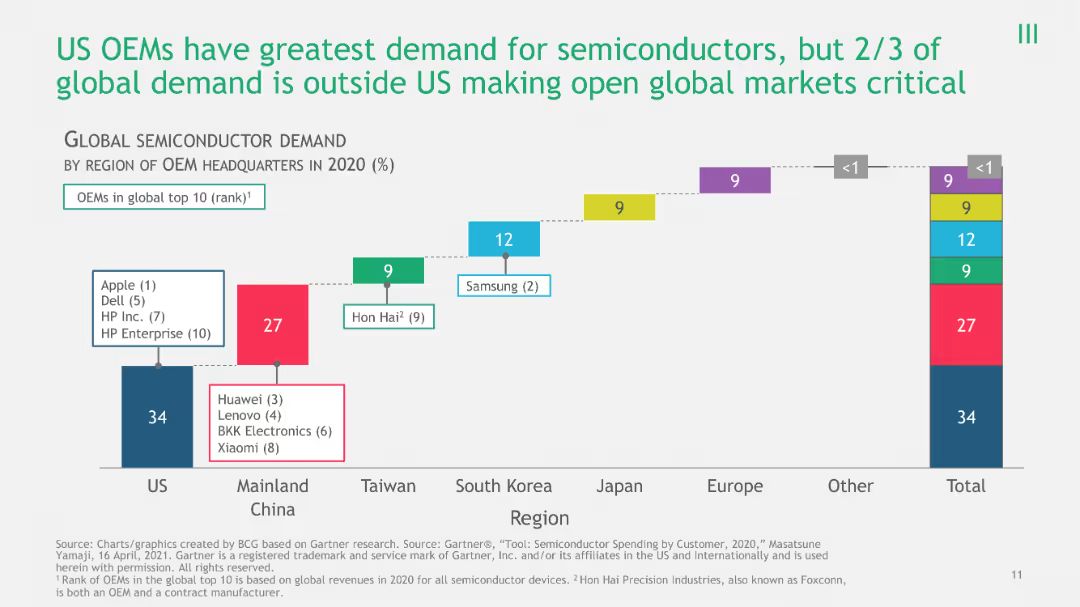 US OEMs have greatest demand for semiconductors, but 2/3 of
global demand is outside US making open global markets critical
III
GLOBAL SEMICONDUCTOR DEMAND
BY REGION OF OEM HEADQUARTERS IN 2020 (%)
OEMs in global top 10 (rank)¹
Apple (1)
Dell (5)
HP Inc. (7)
HP Enterprise (10)
34
27
Huawei (3)
Lenovo (4)
BKK Electronics (6)
Xiaomi (8)
9
Hon Hai² (9)
12
Samsung (2)
9
9
<1
<1
9
9
12
9
27
34
US
Mainland
China
Taiwan
South Korea
Japan
Europe
Other
Total
Region
Source: Charts/graphics created by BCG based on Gartner research. Source: Gartner®, “Tool: Semiconductor Spending by Customer, 2020,” Masatsune
Yamaji, 16 April, 2021. Gartner is a registered trademark and service mark of Gartner, Inc. and/or its affiliates in the US and Internationally and is used
herein with permission. All rights reserved.
¹ Rank of OEMs in the global top 10 is based on global revenues in 2020 for all semiconductor devices. ² Hon Hai Precision Industries, also known as Foxconn,
is both an OEM and a contract manufacturer.
11